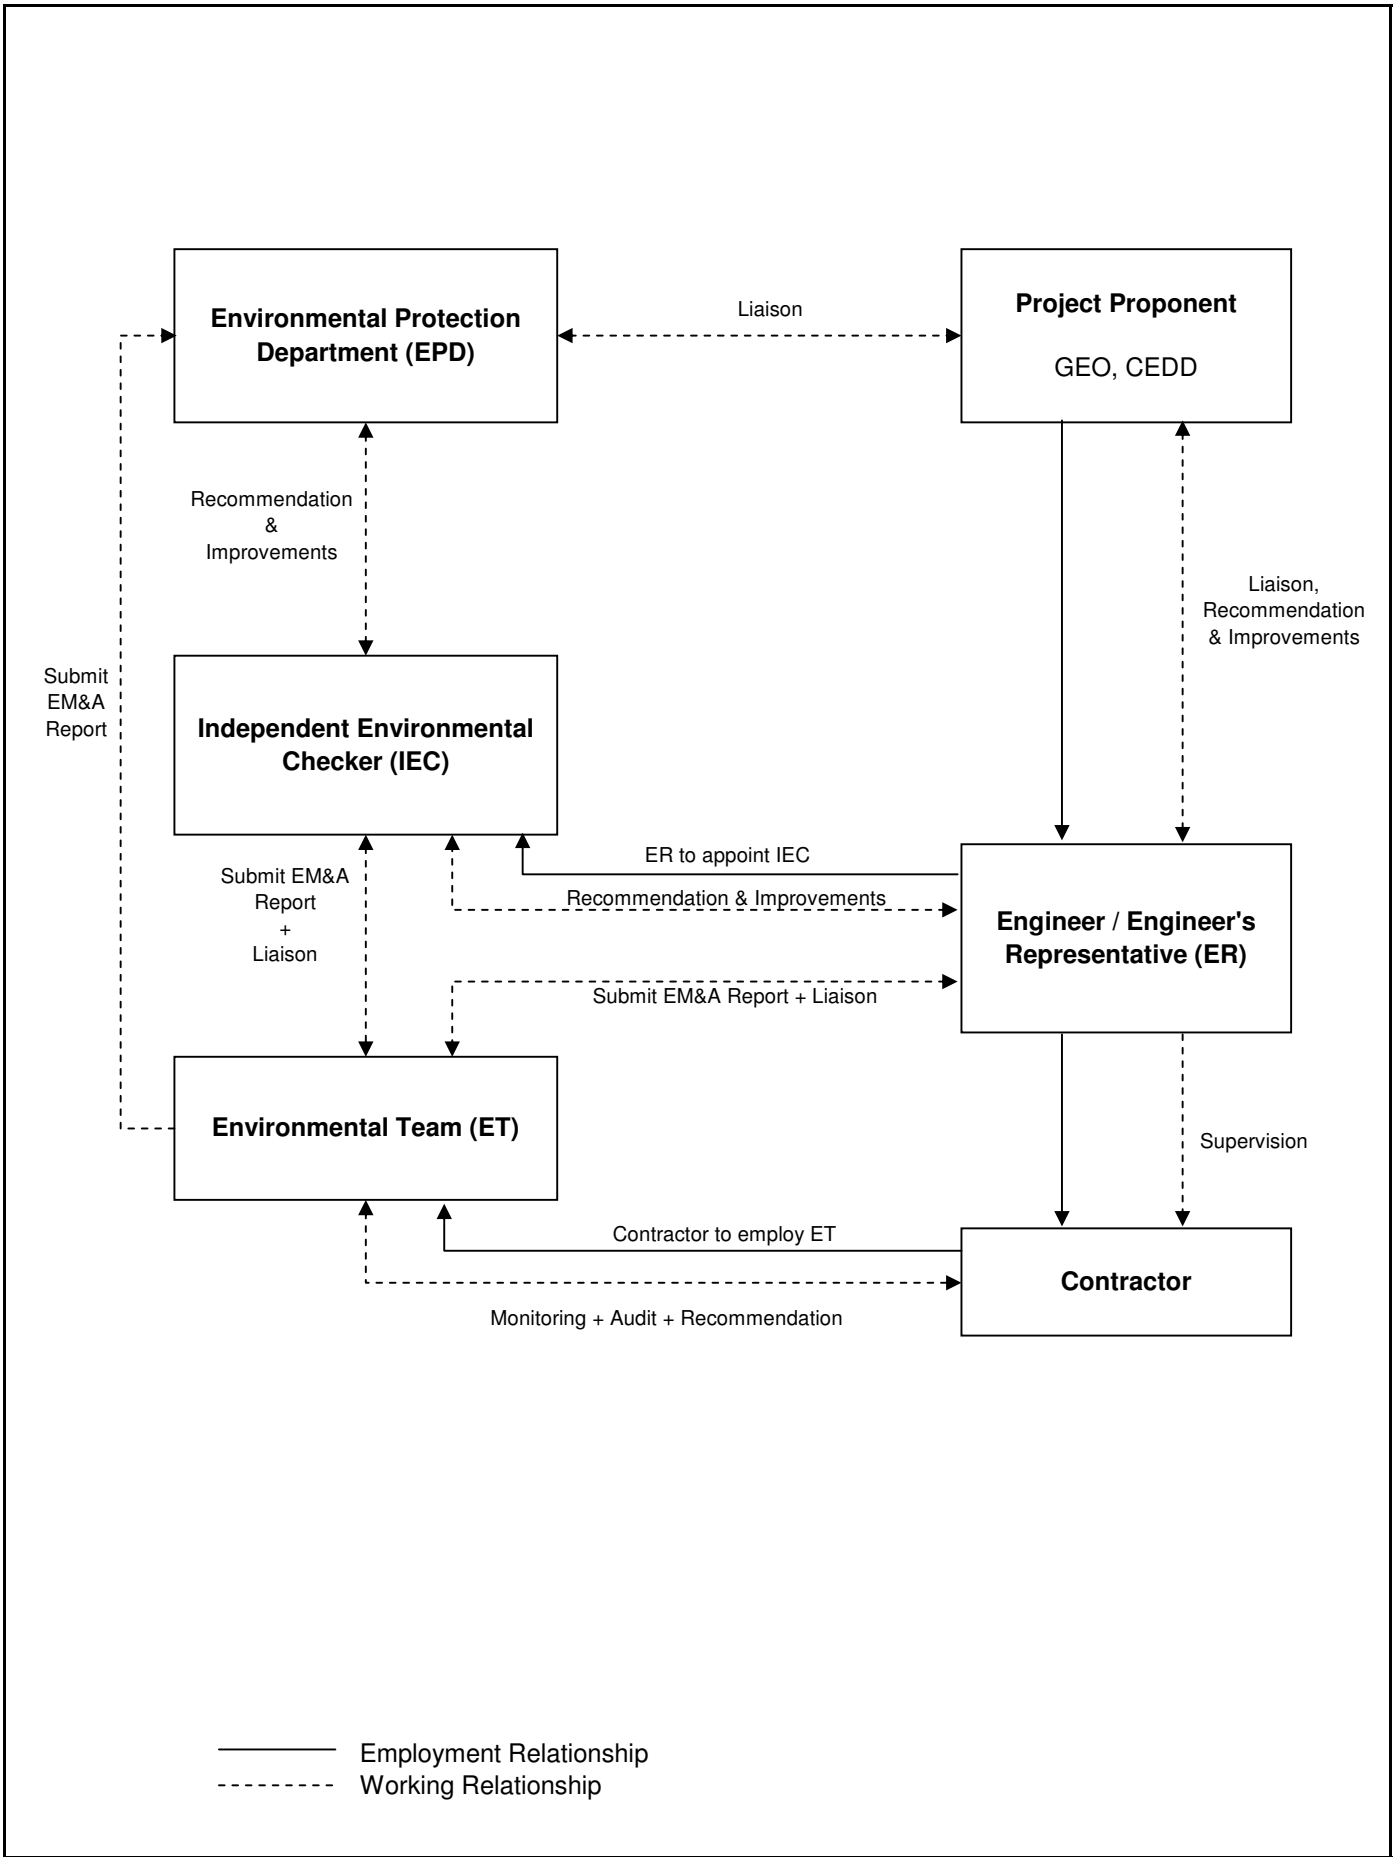 Environmental Protection
Department (EPD)
Liaison
Project Proponent
GEO, CEDD
Recommendation
&
Improvements
Liaison,
Recommendation
& Improvements
Submit
EM&A
Report
Independent Environmental
Checker (IEC)
ER to appoint IEC
Recommendation & Improvements
Submit EM&A
Report
+
Liaison
Engineer / Engineer's
Representative (ER)
Submit EM&A Report + Liaison
Environmental Team (ET)
Supervision
Contractor to employ ET
Contractor
Monitoring + Audit + Recommendation
Employment Relationship
Working Relationship